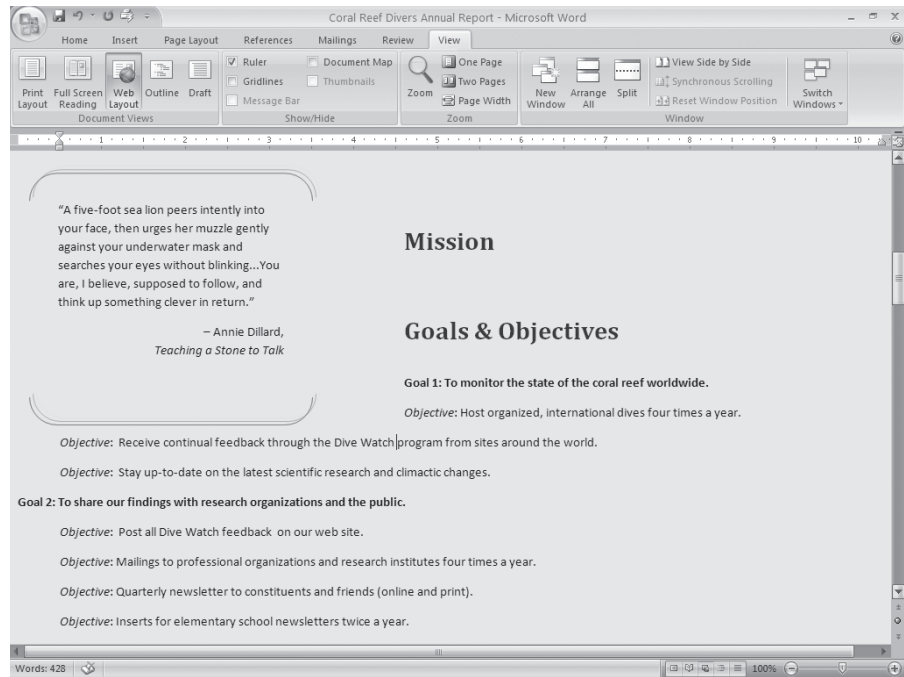 Coral Reef Divers Annual Report - Microsoft Word
Home Insert Page Layout References Mailings Review View
Print Layout
Full Screen Reading
Web Layout
Outline
Draft
Document Views
Ruler
Gridlines
Message Bar
Document Map
Thumbnails
Show/Hide
Zoom
One Page
Two Pages
Page Width
Zoom
New Window
Arrange All
Split
View Side by Side
Synchronous Scrolling
Reset Window Position
Switch Windows
Window
1 2 3 4 5 6 7 8 9 10
“A five-foot sea lion peers intently into
your face, then urges her muzzle gently
against your underwater mask and
searches your eyes without blinking...You
are, I believe, supposed to follow, and
think up something clever in return.”
– Annie Dillard,
Teaching a Stone to Talk
Mission
Goals & Objectives
Goal 1: To monitor the state of the coral reef worldwide.
Objective: Host organized, international dives four times a year.
Objective: Receive continual feedback through the Dive Watch program from sites around the world.
Objective: Stay up-to-date on the latest scientific research and climactic changes.
Goal 2: To share our findings with research organizations and the public.
Objective: Post all Dive Watch feedback on our web site.
Objective: Mailings to professional organizations and research institutes four times a year.
Objective: Quarterly newsletter to constituents and friends (online and print).
Objective: Inserts for elementary school newsletters twice a year.
Words: 428
100%